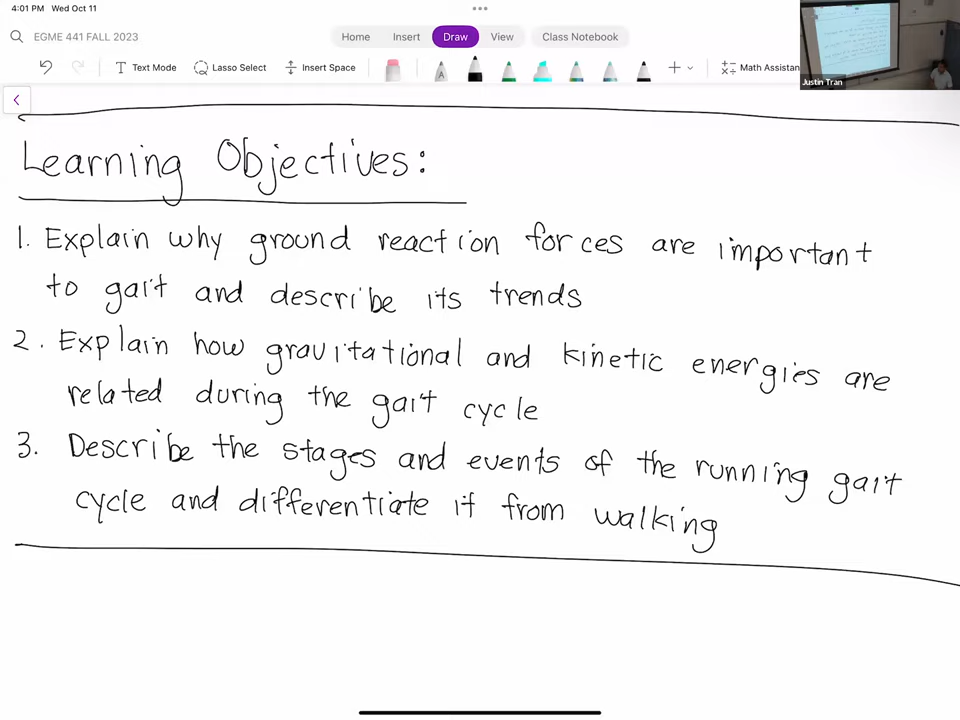 4:01 PM Wed Oct 11
EGME 441 FALL 2023
Home Insert Draw View Class Notebook
Text Mode Lasso Select Insert Space Math Assistan
Justin Tran
Learning Objectives:
1. Explain why ground reaction forces are important
to gait and describe its trends
2. Explain how gravitational and kinetic energies are
related during the gait cycle
3. Describe the stages and events of the running gait
cycle and differentiate it from walking